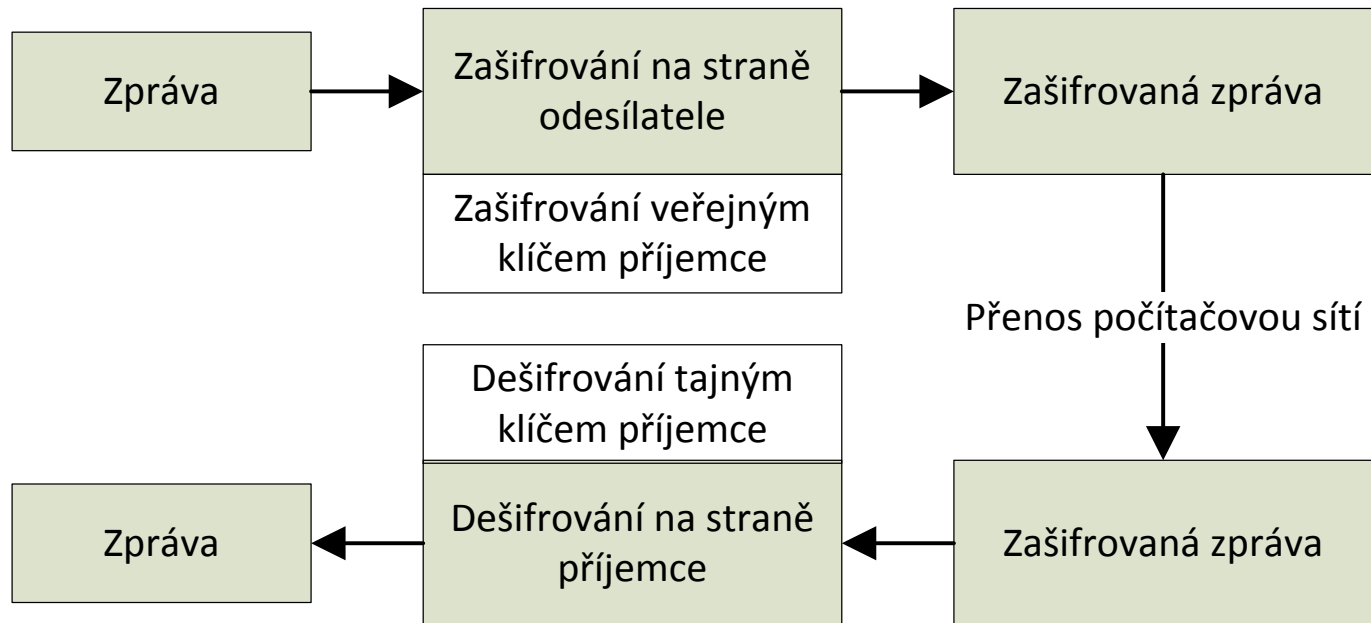 Zpráva
Zašifrování na straně
odesílatele
Zašifrovaná zpráva
Zašifrování veřejným
klíčem příjemce
Přenos počítačovou sítí
Dešifrování tajným
klíčem příjemce
Zpráva
Dešifrování na straně
příjemce
Zašifrovaná zpráva